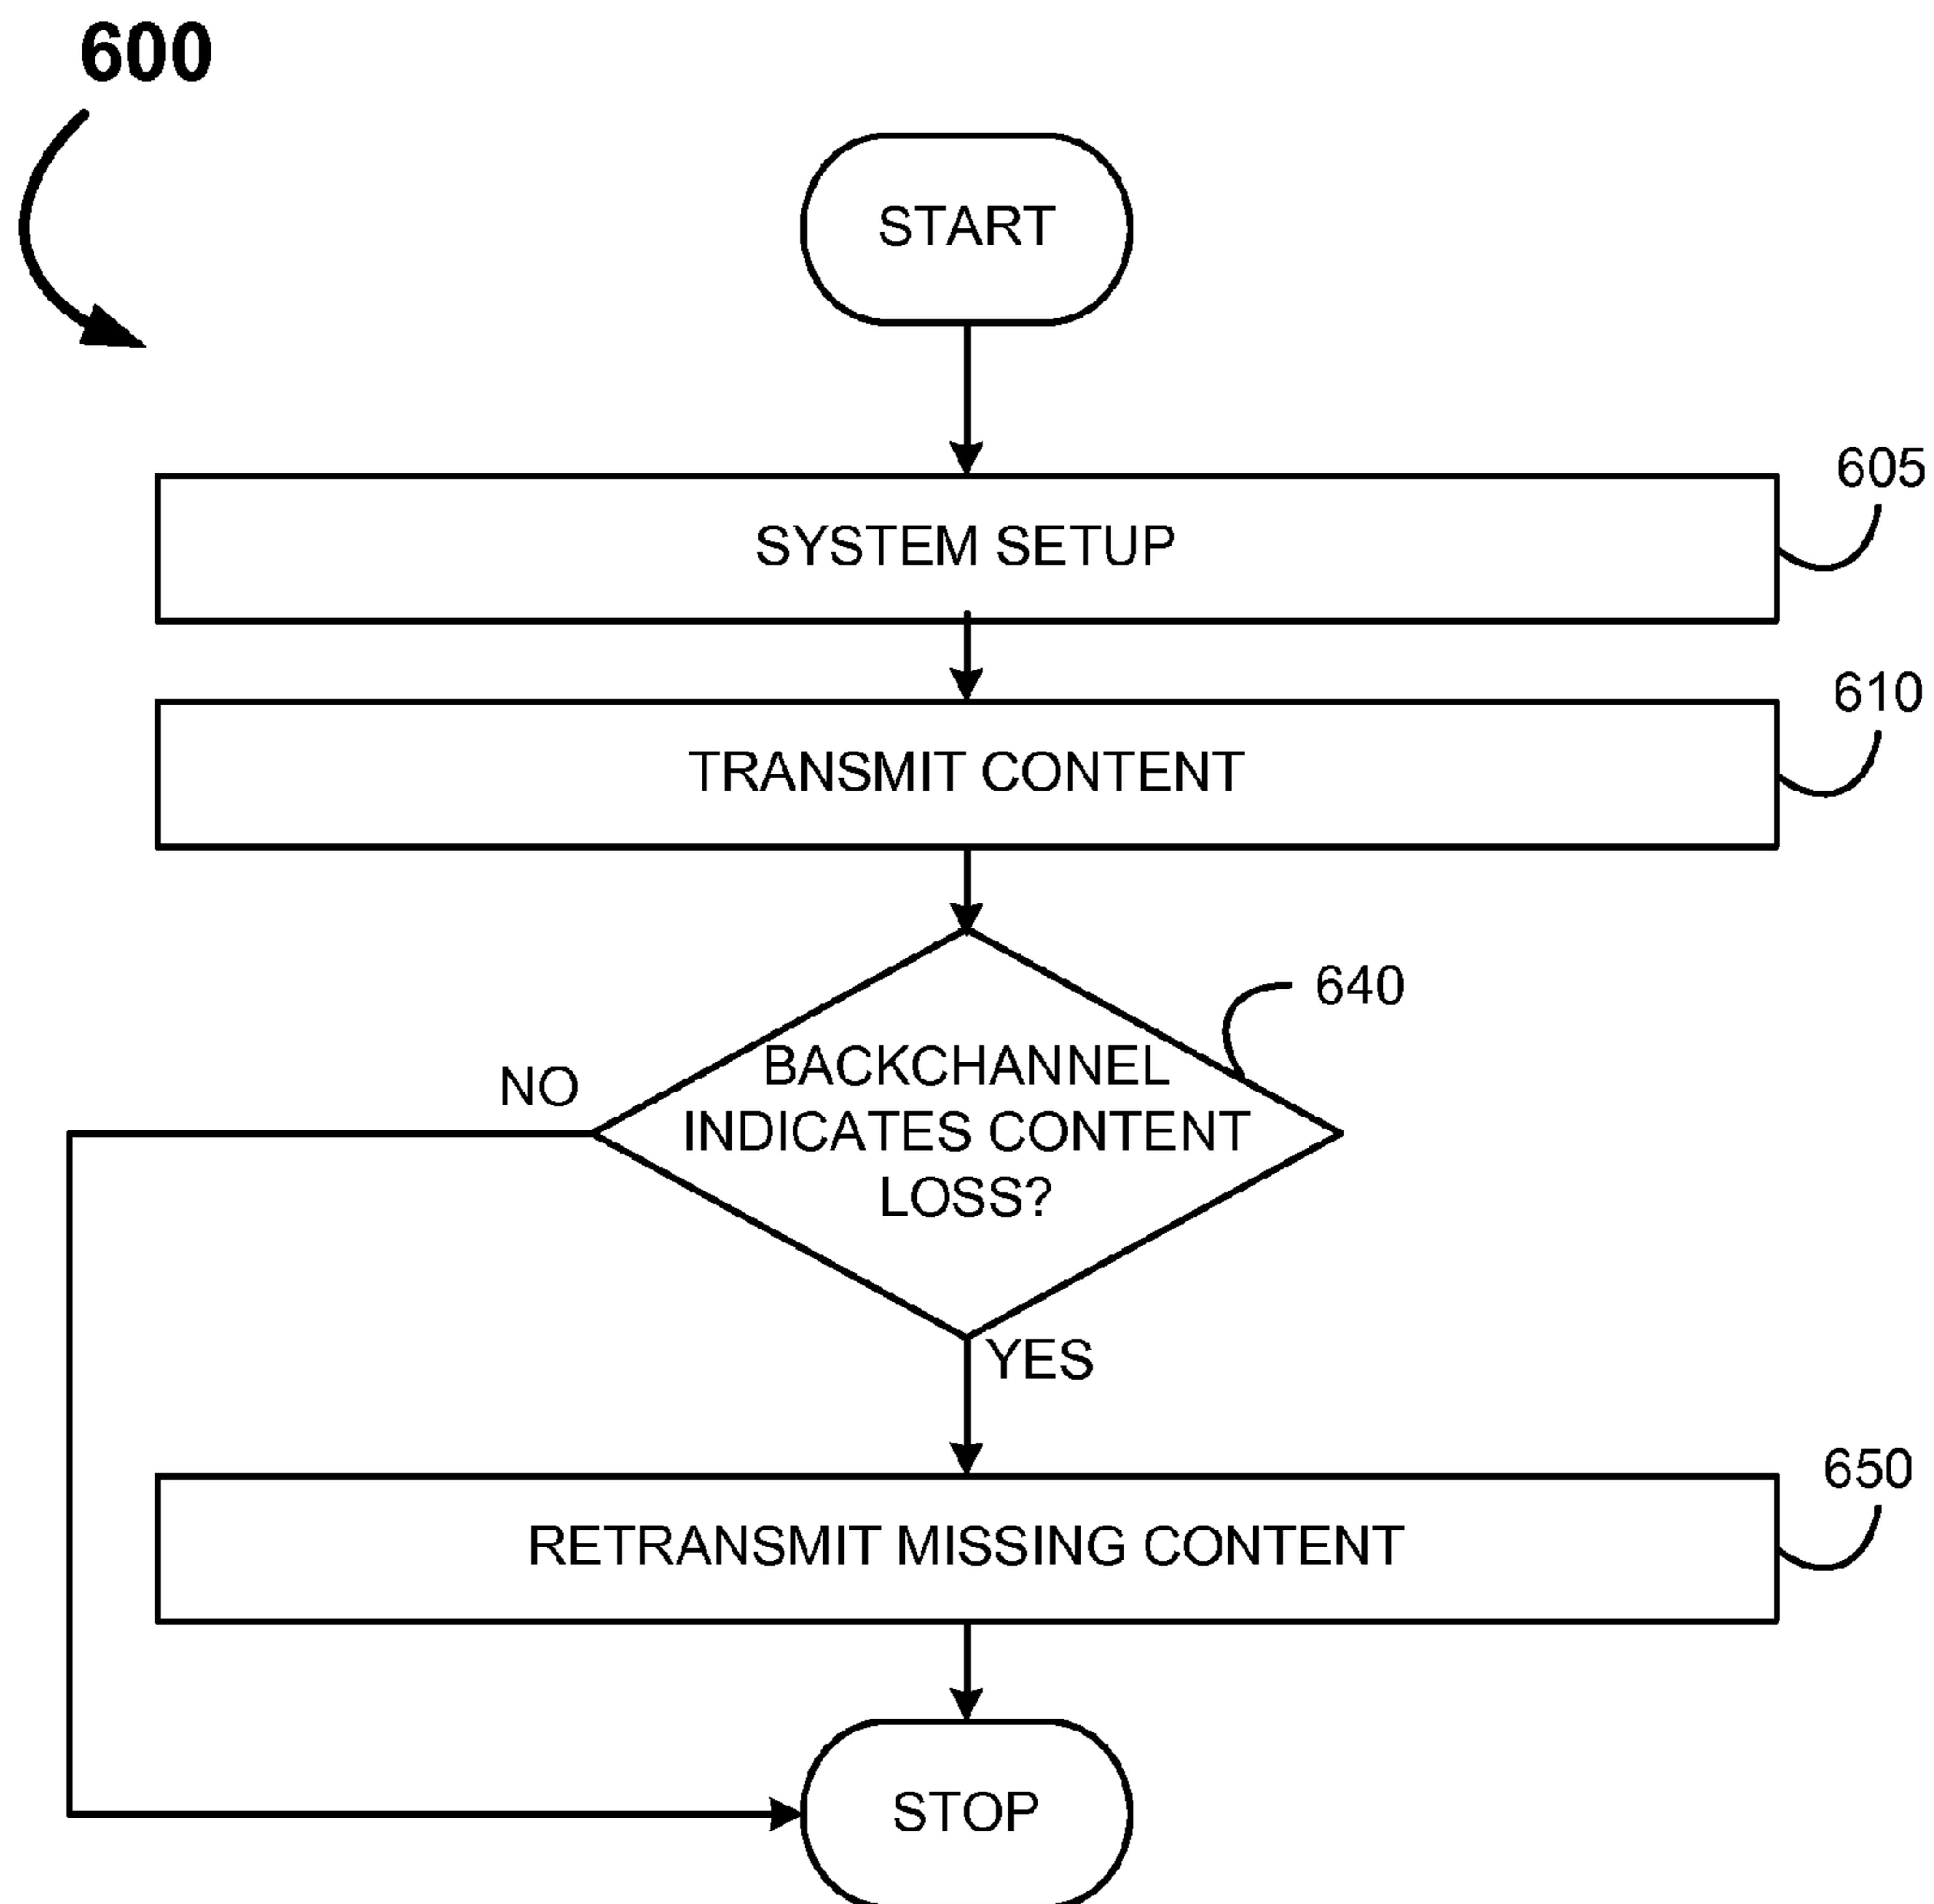 600
START
605
SYSTEM SETUP
610
TRANSMIT CONTENT
640
NO
BACKCHANNEL
INDICATES CONTENT
LOSS?
YES
650
RETRANSMIT MISSING CONTENT
STOP